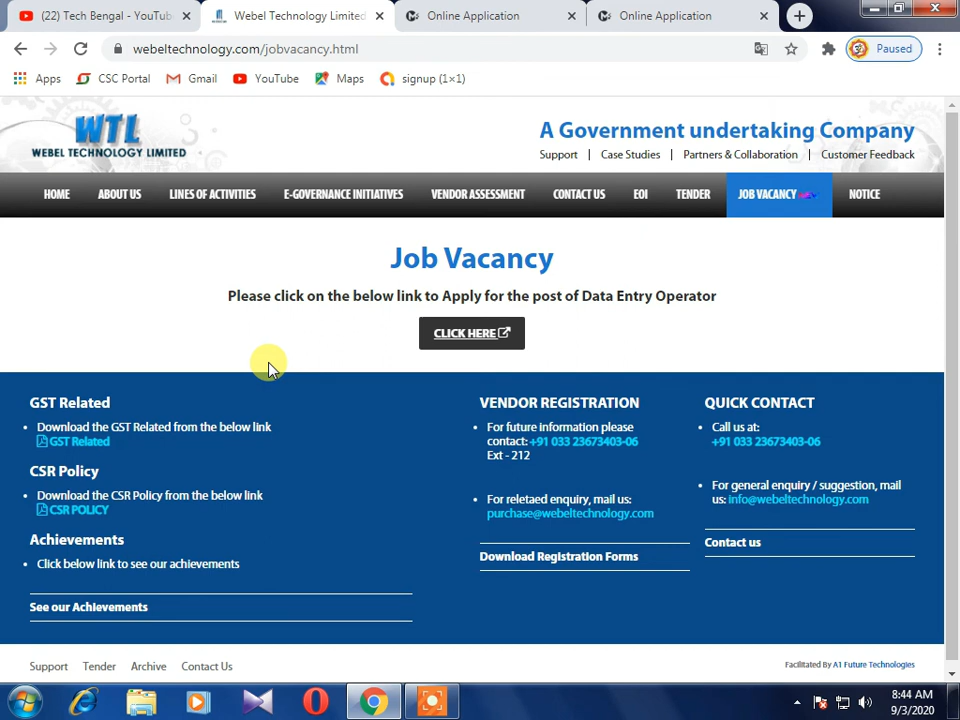 (22) Tech Bengal - YouTub
Webel Technology Limited
Online Application
Online Application
webeltechnology.com/jobvacancy.html
Paused
Apps
CSC Portal
Gmail
YouTube
Maps
signup (1×1)
WTL
WEBEL TECHNOLOGY LIMITED
A Government undertaking Company
Support | Case Studies | Partners & Collaboration | Customer Feedback
HOME
ABOUT US
LINES OF ACTIVITIES
E-GOVERNANCE INITIATIVES
VENDOR ASSESSMENT
CONTACT US
EOI
TENDER
JOB VACANCY
NOTICE
Job Vacancy
Please click on the below link to Apply for the post of Data Entry Operator
CLICK HERE
GST Related
Download the GST Related from the below link
GST Related
CSR Policy
Download the CSR Policy from the below link
CSR POLICY
Achievements
Click below link to see our achievements
See our Achievements
VENDOR REGISTRATION
For future information please
contact: +91 033 23673403-06
Ext - 212
For reletaed enquiry, mail us:
purchase@webeltechnology.com
Download Registration Forms
QUICK CONTACT
Call us at:
+91 033 23673403-06
For general enquiry / suggestion, mail
us: info@webeltechnology.com
Contact us
Support
Tender
Archive
Contact Us
Facilitated By A1 Future Technologies
8:44 AM
9/3/2020